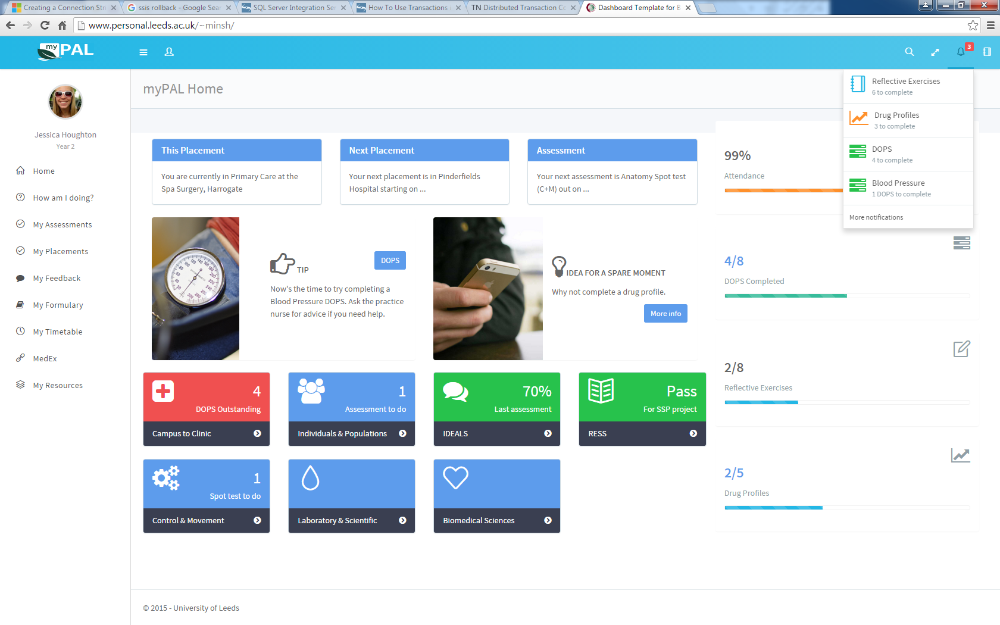 Creating a Connection Stri
ssis rollback - Google Sear
SQL Server Integration Ser
How To Use Transactions i
TN Distributed Transaction Co
Dashboard Template for B
www.personal.leeds.ac.uk/~minsh/
my PAL
3
Jessica Houghton
Year 2
Home
How am I doing?
My Assessments
My Placements
My Feedback
My Formulary
My Timetable
MedEx
My Resources
myPAL Home
This Placement
You are currently in Primary Care at the
Spa Surgery, Harrogate
Next Placement
Your next placement is in Pinderfields
Hospital starting on ...
Assessment
Your next assessment is Anatomy Spot test
(C+M) out on ...
TIP
DOPS
Now's the time to try completing a
Blood Pressure DOPS. Ask the practice
nurse for advice if you need help.
IDEA FOR A SPARE MOMENT
Why not complete a drug profile.
More info
4
DOPS Outstanding
Campus to Clinic
1
Assessment to do
Individuals & Populations
70%
Last assessment
IDEALS
Pass
For SSP project
RESS
1
Spot test to do
Control & Movement
Laboratory & Scientific
Biomedical Sciences
99%
Attendance
4/8
DOPS Completed
2/8
Reflective Exercises
2/5
Drug Profiles
Reflective Exercises
6 to complete
Drug Profiles
3 to complete
DOPS
4 to complete
Blood Pressure
1 DOPS to complete
More notifications
© 2015 - University of Leeds